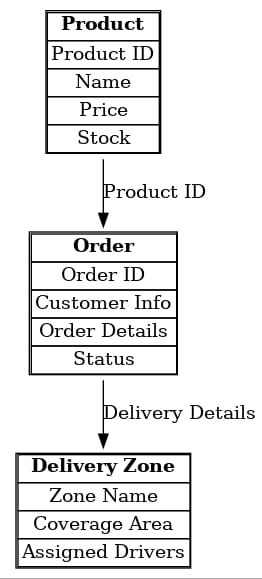 Product
Product ID
Name
Price
Stock
Product ID
Order
Order ID
Customer Info
Order Details
Status
Delivery Details
Delivery Zone
Zone Name
Coverage Area
Assigned Drivers